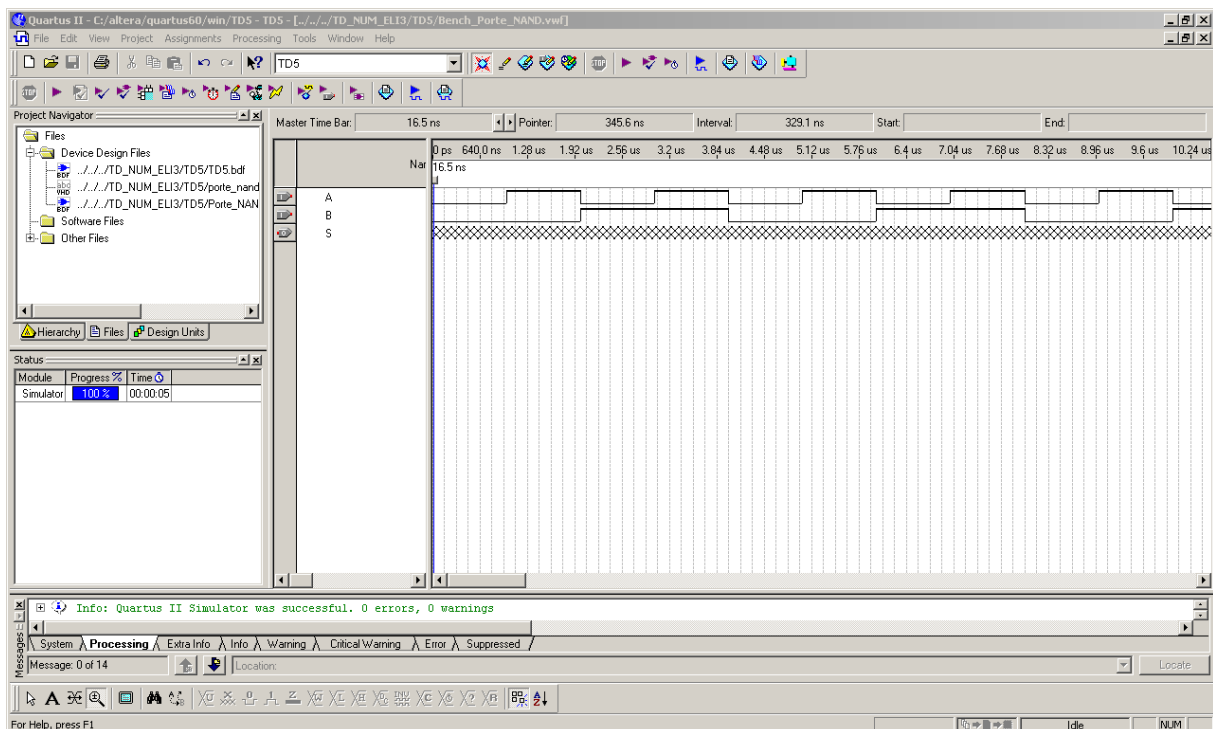 Quartus II - C:/altera/quartus60/win/TD5 - TD5 - [../../../TD_NUM_ELI3/TD5/Bench_Porte_NAND.vwf]
File Edit View Project Assignments Processing Tools Window Help
TD5
Project Navigator
Files
Device Design Files
BDF ../../../TD_NUM_ELI3/TD5/TD5.bdf
abd VHD ../../../TD_NUM_ELI3/TD5/porte_nand
BDF ../../../TD_NUM_ELI3/TD5/Porte_NAN
Software Files
Other Files
Hierarchy Files Design Units
Status
Module Progress % Time
Simulator 100 % 00:00:05
Master Time Bar: 16.5 ns Pointer: 345.6 ns Interval: 329.1 ns Start: End:
Nar
0 ps 640.0 ns 1.28 us 1.92 us 2.56 us 3.2 us 3.84 us 4.48 us 5.12 us 5.76 us 6.4 us 7.04 us 7.68 us 8.32 us 8.96 us 9.6 us 10.24 us
16.5 ns
A
B
S
Info: Quartus II Simulator was successful. 0 errors, 0 warnings
System Processing Extra Info Info Warning Critical Warning Error Suppressed
Messages
Message: 0 of 14 Location: Locate
For Help, press F1 Idle NUM